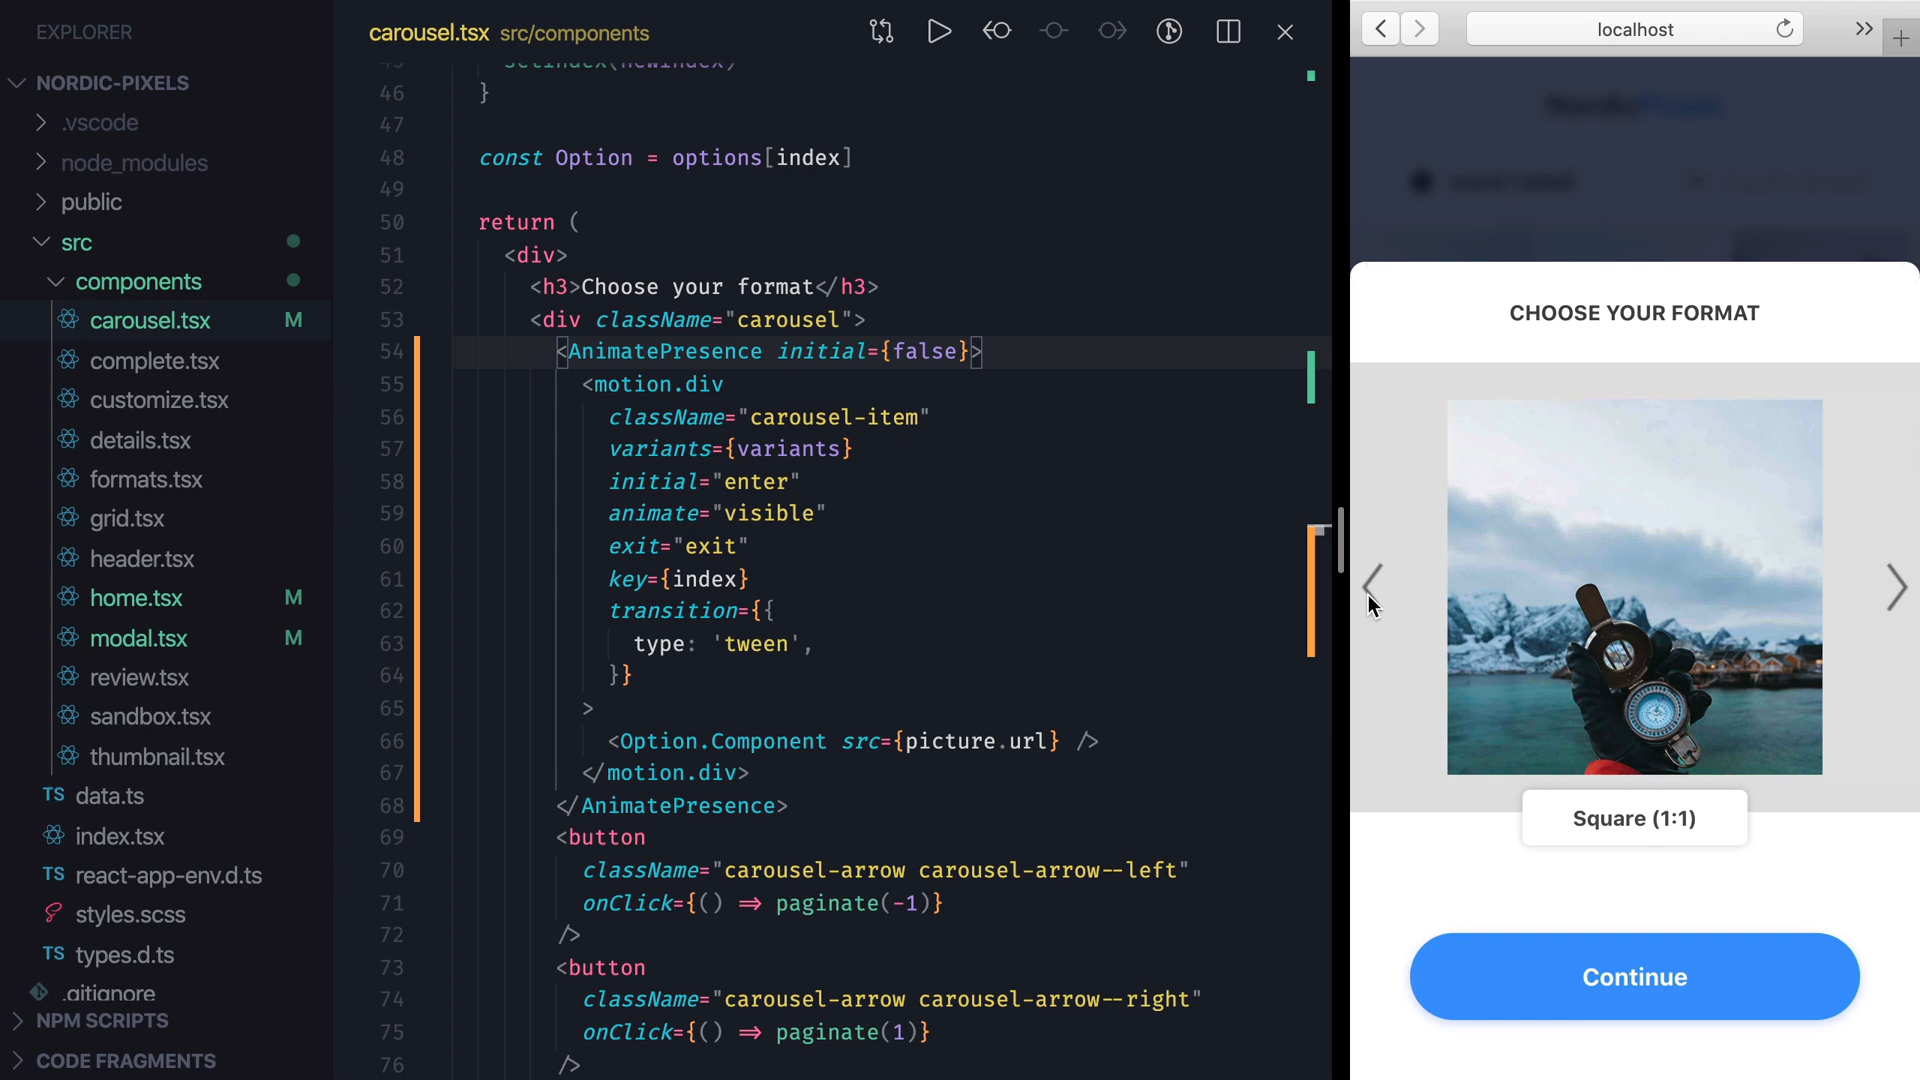 EXPLORER
NORDIC-PIXELS
.vscode
node_modules
public
src
components
carousel.tsx M
complete.tsx
customize.tsx
details.tsx
formats.tsx
grid.tsx
header.tsx
home.tsx M
modal.tsx M
review.tsx
sandbox.tsx
thumbnail.tsx
TS data.ts
index.tsx
TS react-app-env.d.ts
styles.scss
TS types.d.ts
.gitignore
NPM SCRIPTS
CODE FRAGMENTS
carousel.tsx src/components
45 setIndex(newIndex)
46 }
47
48 const Option = options[index]
49
50 return (
51 <div>
52 <h3>Choose your format</h3>
53 <div className="carousel">
54 <AnimatePresence initial={false}>
55 <motion.div
56 className="carousel-item"
57 variants={variants}
58 initial="enter"
59 animate="visible"
60 exit="exit"
61 key={index}
62 transition={{
63 type: 'tween',
64 }}
65 >
66 <Option.Component src={picture.url} />
67 </motion.div>
68 </AnimatePresence>
69 <button
70 className="carousel-arrow carousel-arrow--left"
71 onClick={() => paginate(-1)}
72 />
73 <button
74 className="carousel-arrow carousel-arrow--right"
75 onClick={() => paginate(1)}
76 />
localhost
CHOOSE YOUR FORMAT
Square (1:1)
Continue